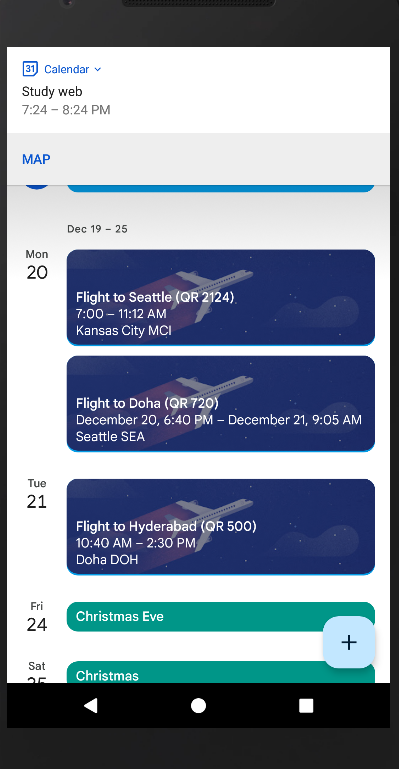 31 Calendar
Study web
7:24 – 8:24 PM
MAP
Dec 19 – 25
Mon
20
Flight to Seattle (QR 2124)
7:00 – 11:12 AM
Kansas City MCI
Flight to Doha (QR 720)
December 20, 6:40 PM – December 21, 9:05 AM
Seattle SEA
Tue
21
Flight to Hyderabad (QR 500)
10:40 AM – 2:30 PM
Doha DOH
Fri
24
Christmas Eve
Sat
25
Christmas